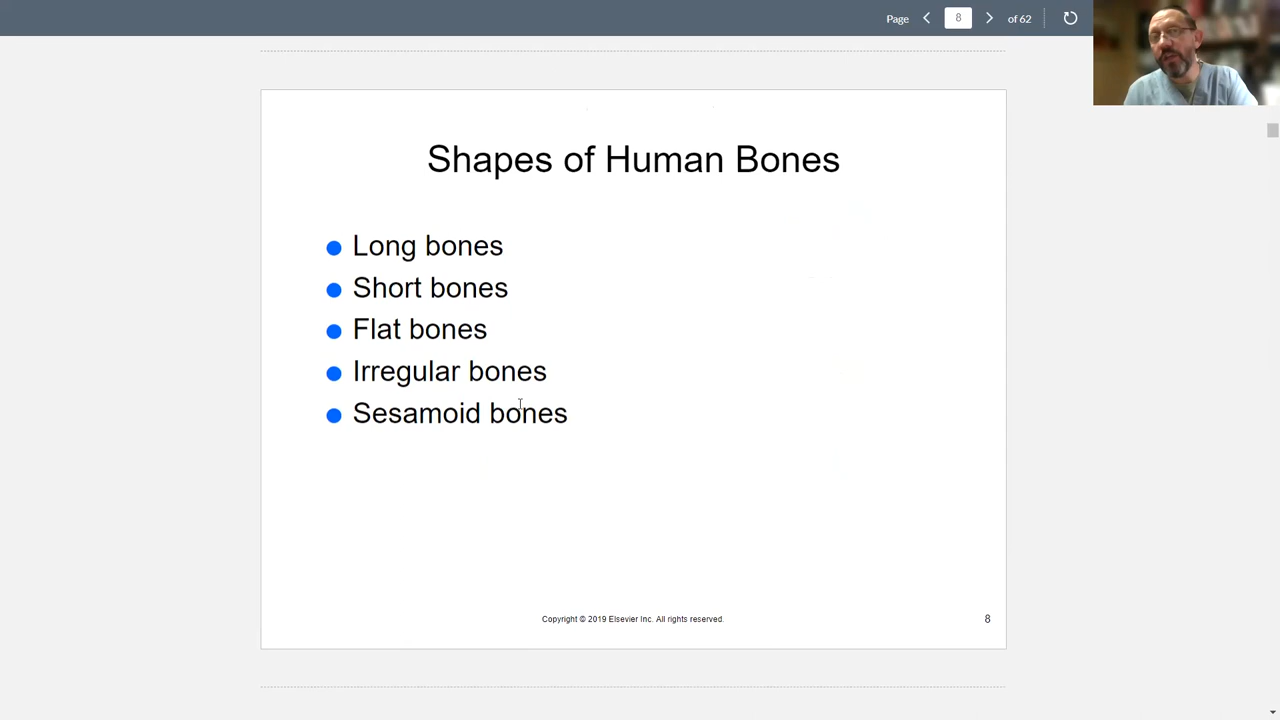 Page 8 of 62
Shapes of Human Bones
Long bones
Short bones
Flat bones
Irregular bones
Sesamoid bones
Copyright © 2019 Elsevier Inc. All rights reserved.
8